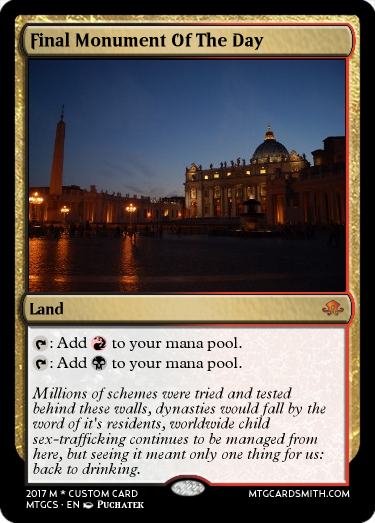 Final Monument Of The Day
Land
: Add to your mana pool.
: Add to your mana pool.
Millions of schemes were tried and tested
behind these walls, dynasties would fall by the
word of it's residents, worldwide child
sex-trafficking continues to be managed from
here, but seeing it meant only one thing for us:
back to drinking.
2017 M * CUSTOM CARD
MTGCS · EN Puchatek
MTGCARDSMITH.COM